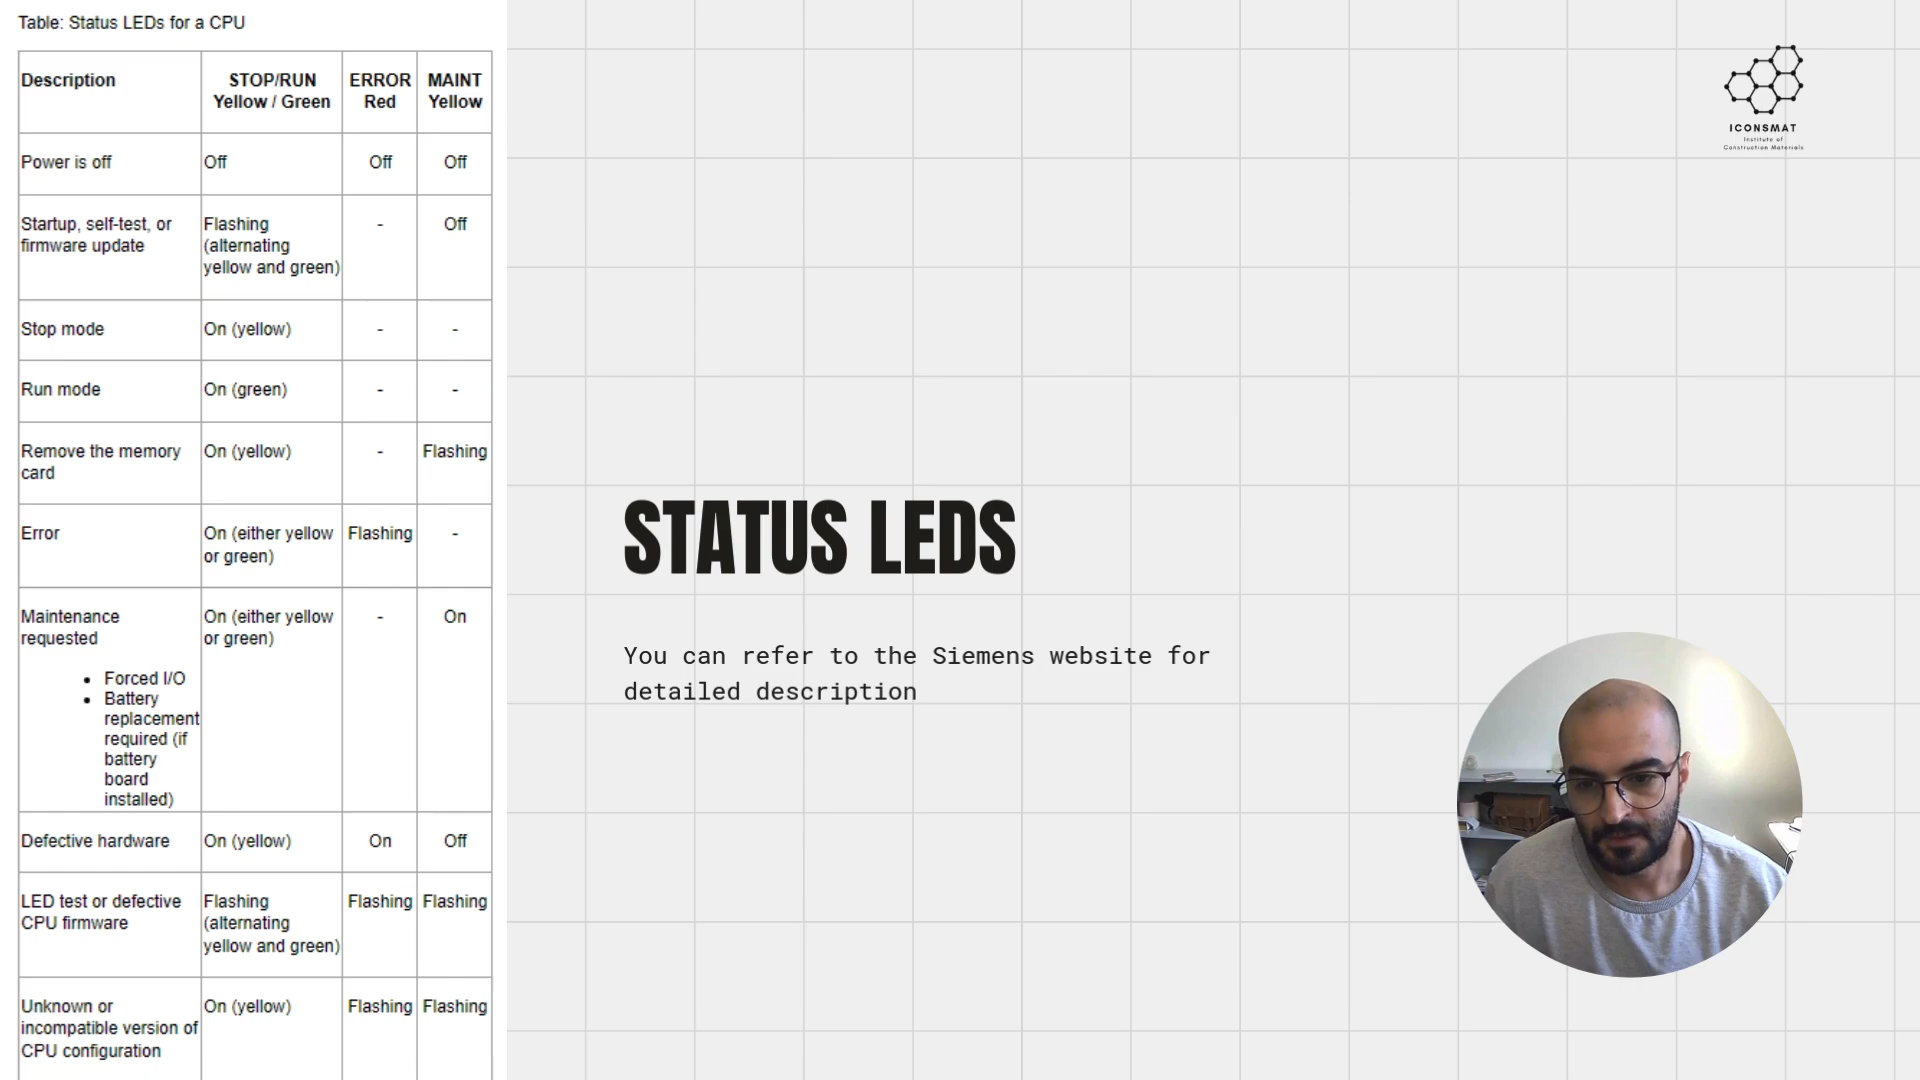 Table: Status LEDs for a CPU
Description STOP/RUN Yellow / Green ERROR Red MAINT Yellow
Power is off Off Off Off
Startup, self-test, or firmware update Flashing (alternating yellow and green) - Off
Stop mode On (yellow) - -
Run mode On (green) - -
Remove the memory card On (yellow) - Flashing
Error On (either yellow or green) Flashing -
Maintenance requested On (either yellow or green) - On
• Forced I/O
• Battery replacement required (if battery board installed)
Defective hardware On (yellow) On Off
LED test or defective CPU firmware Flashing (alternating yellow and green) Flashing Flashing
Unknown or incompatible version of CPU configuration On (yellow) Flashing Flashing
STATUS LEDS
You can refer to the Siemens website for
detailed description
ICONSMAT
Institute of
Construction Materials